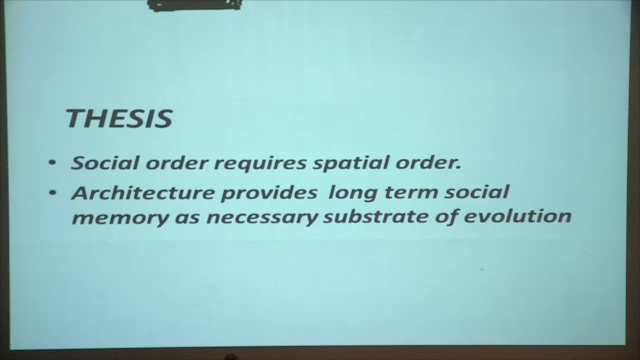 THESIS
• Social order requires spatial order.
• Architecture provides long term social
memory as necessary substrate of evolution